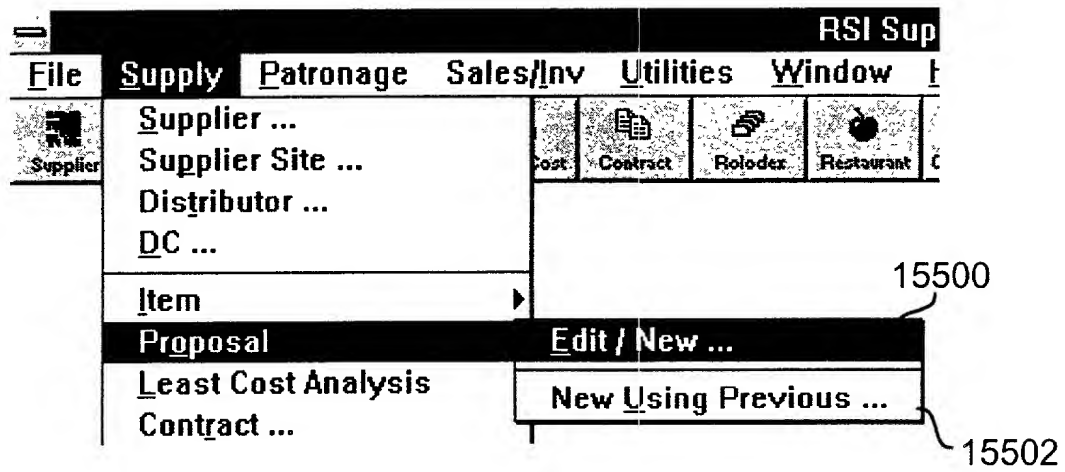 RSI Sup
File Supply Patronage Sales/Inv Utilities Window H
Supplier Cost Contract Rolodex Restaurant
Supplier ...
Supplier Site ...
Distributor ...
DC ...
Item
Proposal
Least Cost Analysis
Contract ...
15500
Edit / New ...
New Using Previous ...
15502